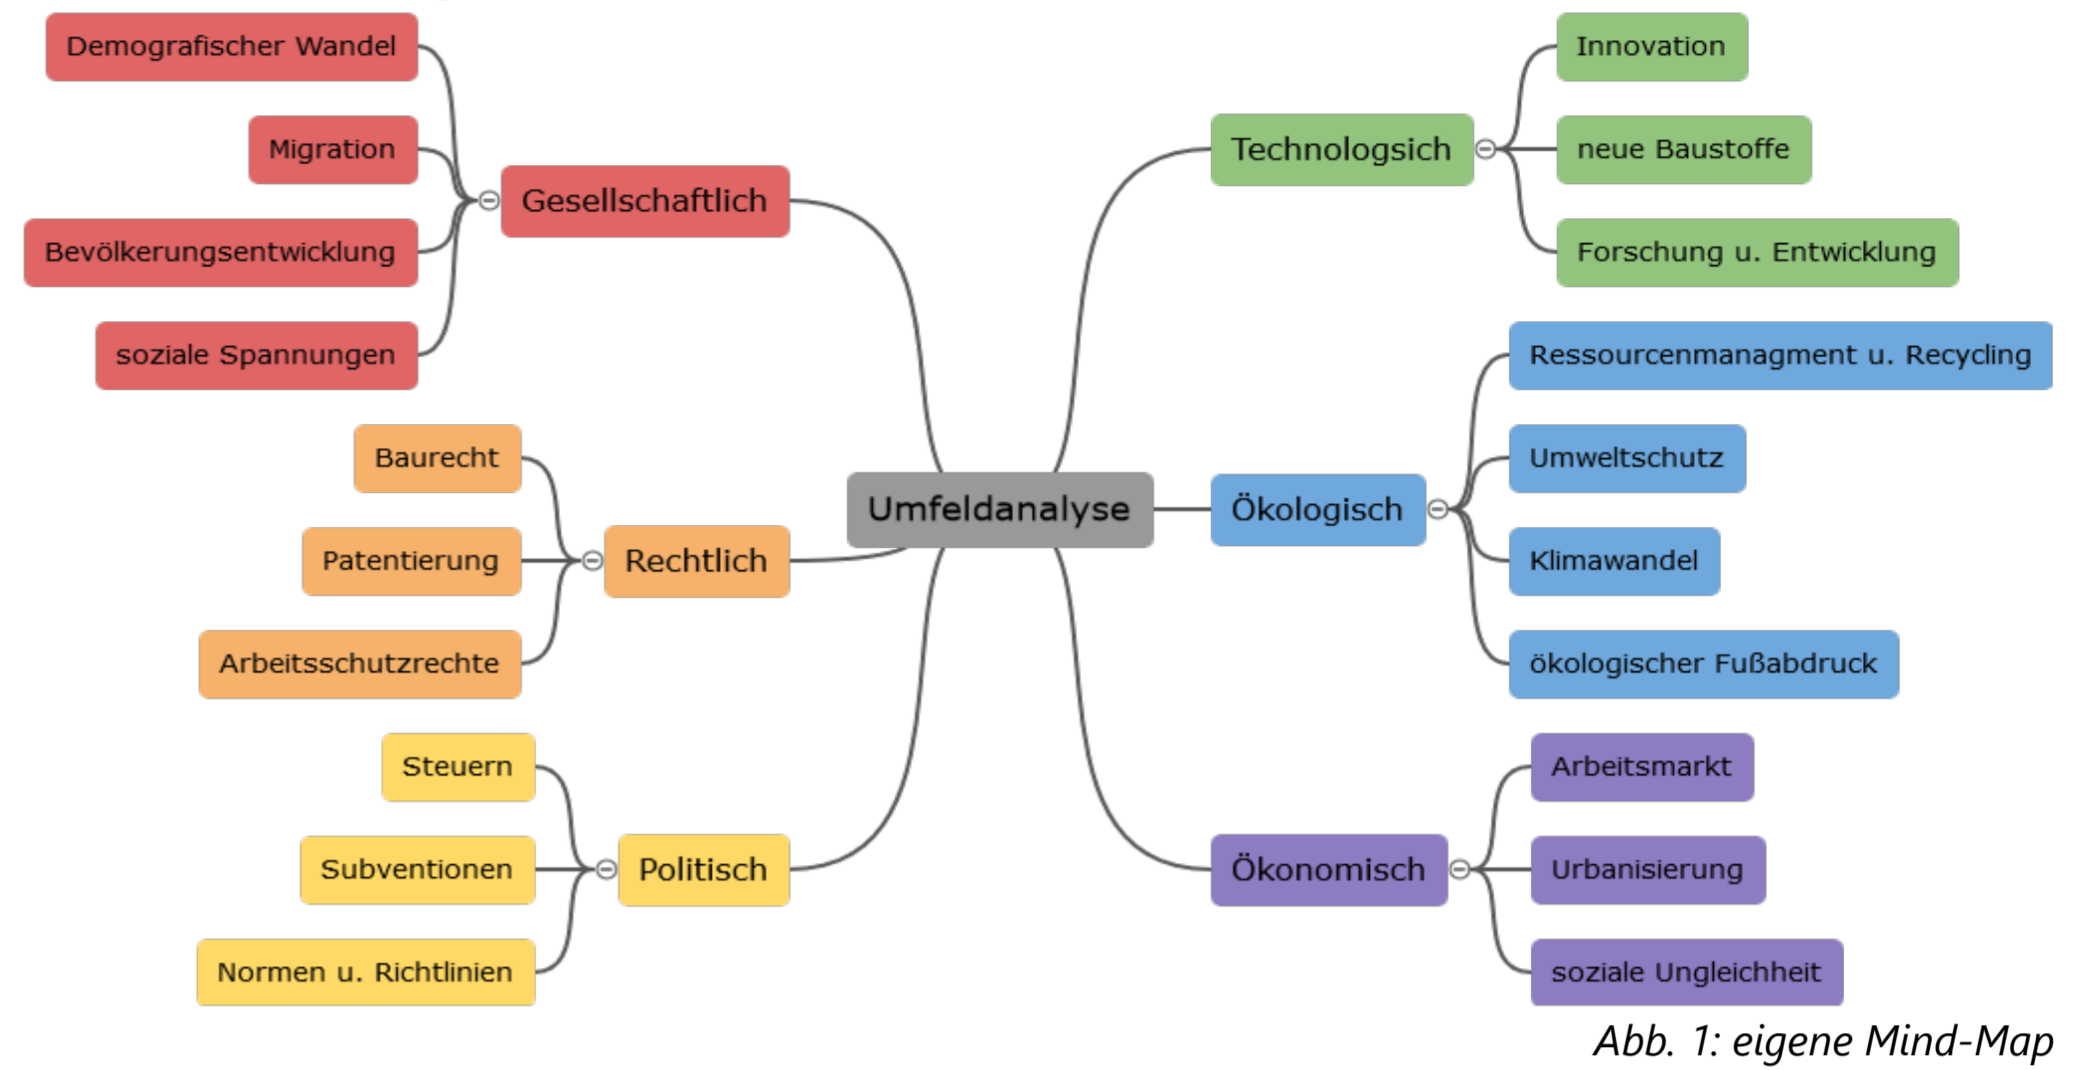 Umfeldanalyse
Gesellschaftlich
Demografischer Wandel
Migration
Bevölkerungsentwicklung
soziale Spannungen
Rechtlich
Baurecht
Patentierung
Arbeitsschutzrechte
Politisch
Steuern
Subventionen
Normen u. Richtlinien
Technologsich
Innovation
neue Baustoffe
Forschung u. Entwicklung
Ökologisch
Ressourcenmanagment u. Recycling
Umweltschutz
Klimawandel
ökologischer Fußabdruck
Ökonomisch
Arbeitsmarkt
Urbanisierung
soziale Ungleichheit
Abb. 1: eigene Mind-Map